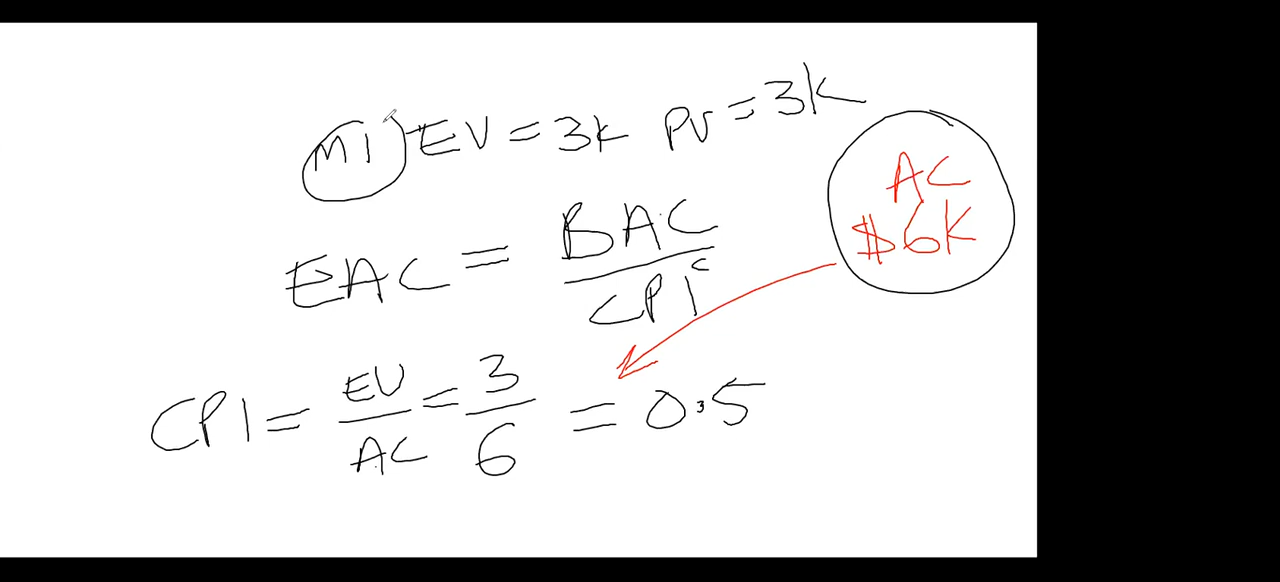 M1 EV = 3k PV = 3k
AC
$6K
EAC = BAC / CPI^c
CPI = EV / AC = 3 / 6 = 0.5